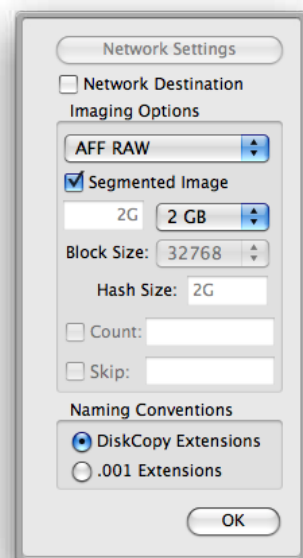 Network Settings
Network Destination
Imaging Options
AFF RAW
Segmented Image
2G 2 GB
Block Size: 32768
Hash Size: 2G
Count:
Skip:
Naming Conventions
DiskCopy Extensions
.001 Extensions
OK